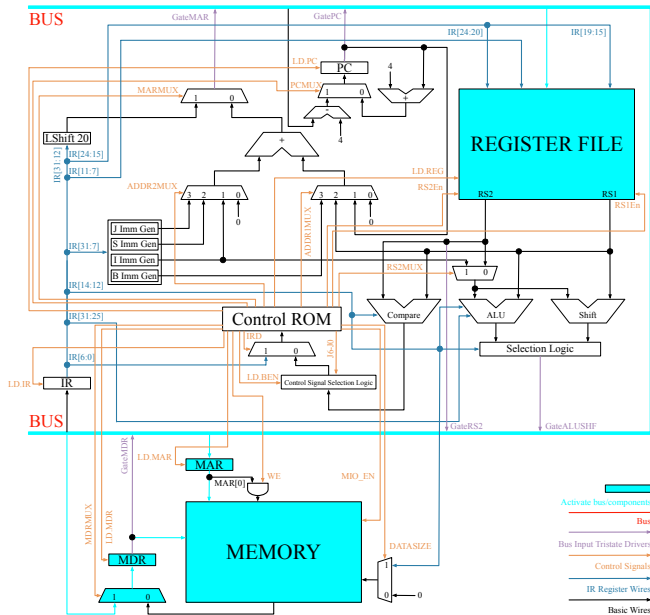 BUS
GateMAR
GatePC
IR[24:20]
IR[19:15]
LD.PC
PC
4
MARMUX
PCMUX
1 0
1 0
+
-
4
LShift 20
REGISTER FILE
IR[31:12]
IR[24:15]
IR[11:7]
+
LD.REG
RS2En
RS2
RS1
RS1En
ADDR2MUX
3 2 1 0
0
ADDR1MUX
3 2 1 0
0
J Imm Gen
S Imm Gen
I Imm Gen
B Imm Gen
IR[31:7]
RS2MUX
1 0
IR[14:12]
Control ROM
Compare
ALU
Shift
IR[31:25]
IRD
1 0
J6-J0
Selection Logic
IR[6:0]
LD.IR
IR
LD.BEN
Control Signal Selection Logic
BUS
GateRS2
GateALUSHF
GateMDR
LD.MAR
MAR
MAR[0]
WE
MIO_EN
MDRMUX
LD.MDR
MDR
MEMORY
DATASIZE
1
0
0
1 0
Activate bus/components
Bus
Bus Input Tristate Drivers
Control Signals
IR Register Wires
Basic Wires